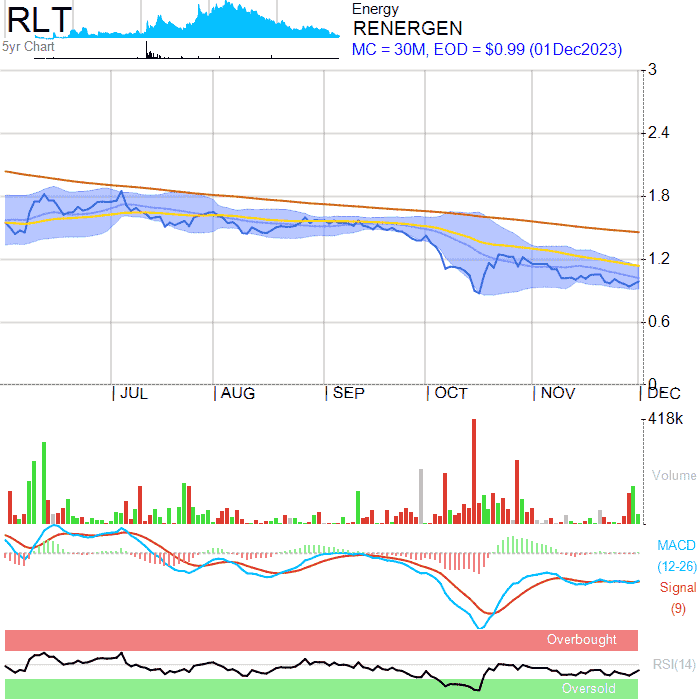 RLT
5yr Chart
Energy
RENERGEN
MC = 30M, EOD = $0.99 (01Dec2023)
3
2.4
1.8
1.2
0.6
0
JUL AUG SEP OCT NOV DEC
418k
Volume
MACD
(12-26)
Signal
(9)
Overbought
RSI(14)
Oversold